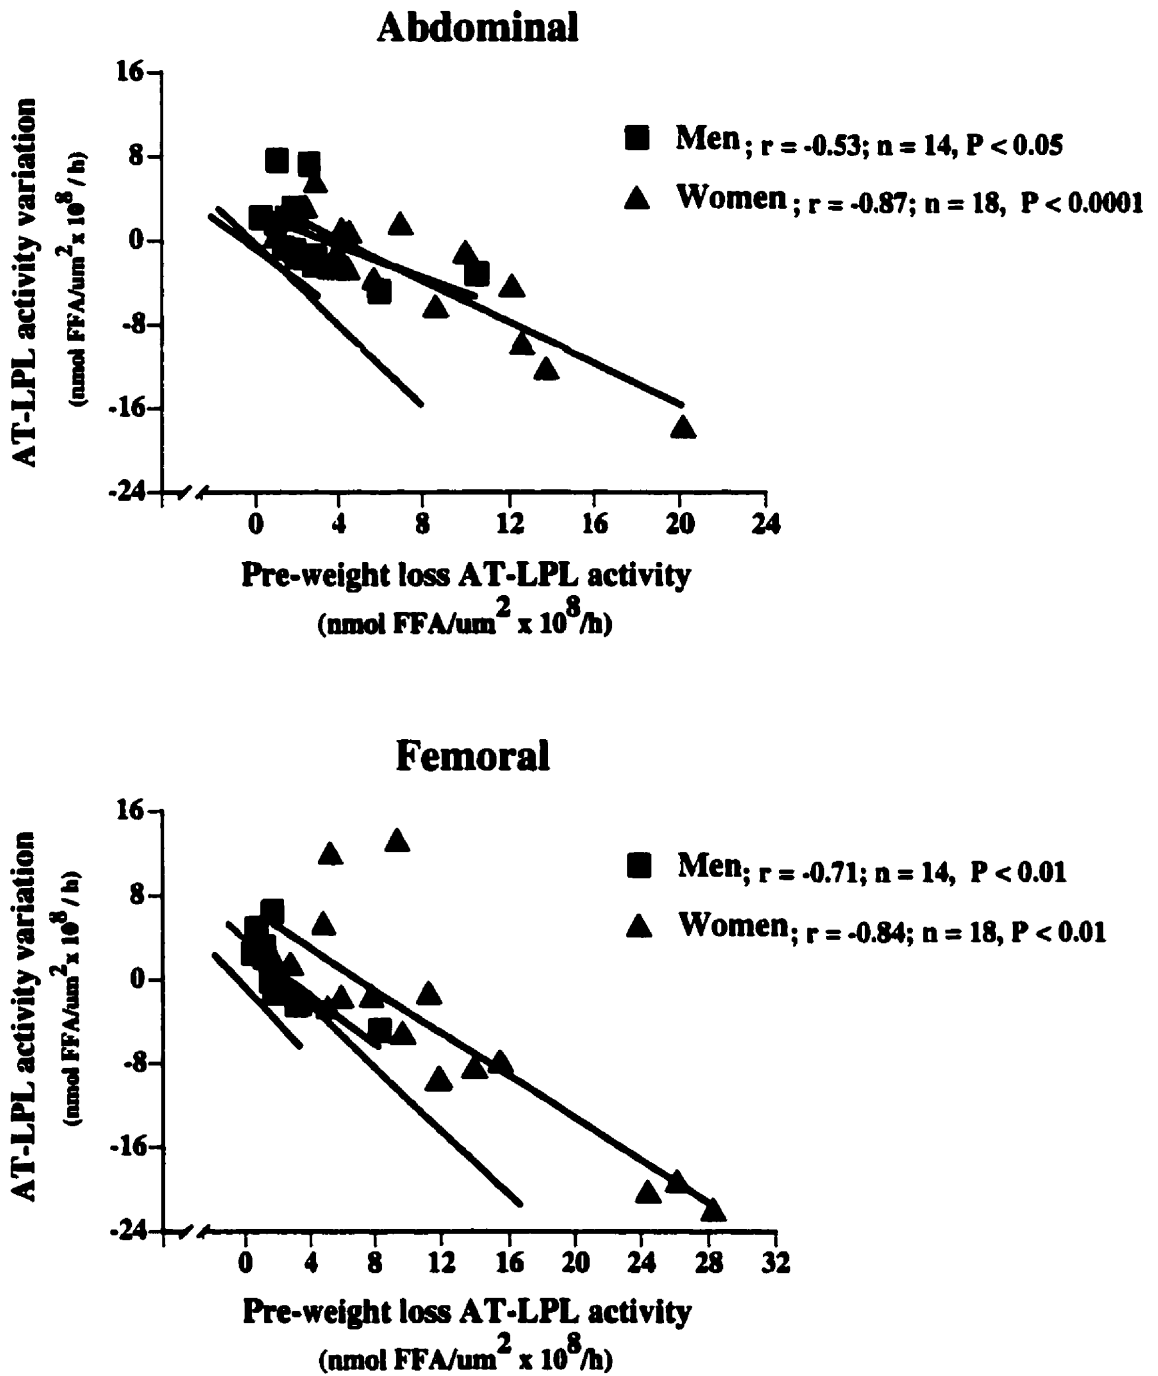 Abdominal
16
8
0
-8
-16
-24
AT-LPL activity variation
(nmol FFA/um² x 10⁸ / h)
Men; r = -0.53; n = 14, P < 0.05
Women; r = -0.87; n = 18, P < 0.0001
0 4 8 12 16 20 24
Pre-weight loss AT-LPL activity
(nmol FFA/um² x 10⁸/h)
Femoral
16
8
0
-8
-16
-24
AT-LPL activity variation
(nmol FFA/um² x 10⁸ / h)
Men; r = -0.71; n = 14, P < 0.01
Women; r = -0.84; n = 18, P < 0.01
0 4 8 12 16 20 24 28 32
Pre-weight loss AT-LPL activity
(nmol FFA/um² x 10⁸/h)